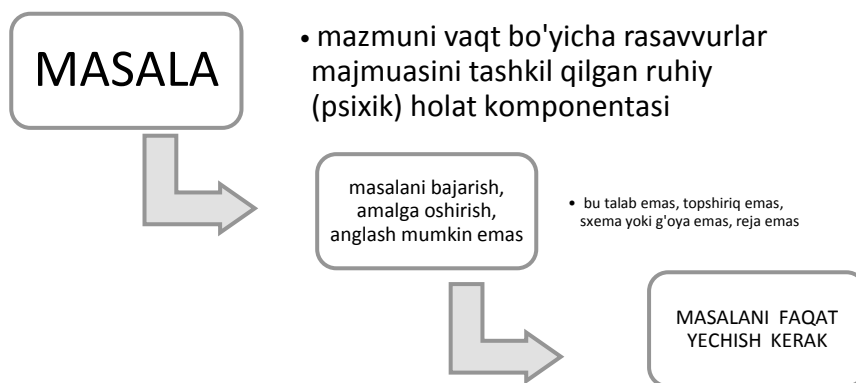 MASALA
• mazmuni vaqt bo'yicha rasavvurlar
majmuasini tashkil qilgan ruhiy
(psixik) holat komponentasi
masalani bajarish,
amalga oshirish,
anglash mumkin emas
• bu talab emas, topshiriq emas,
sxema yoki g'oya emas, reja emas
MASALANI FAQAT
YECHISH KERAK